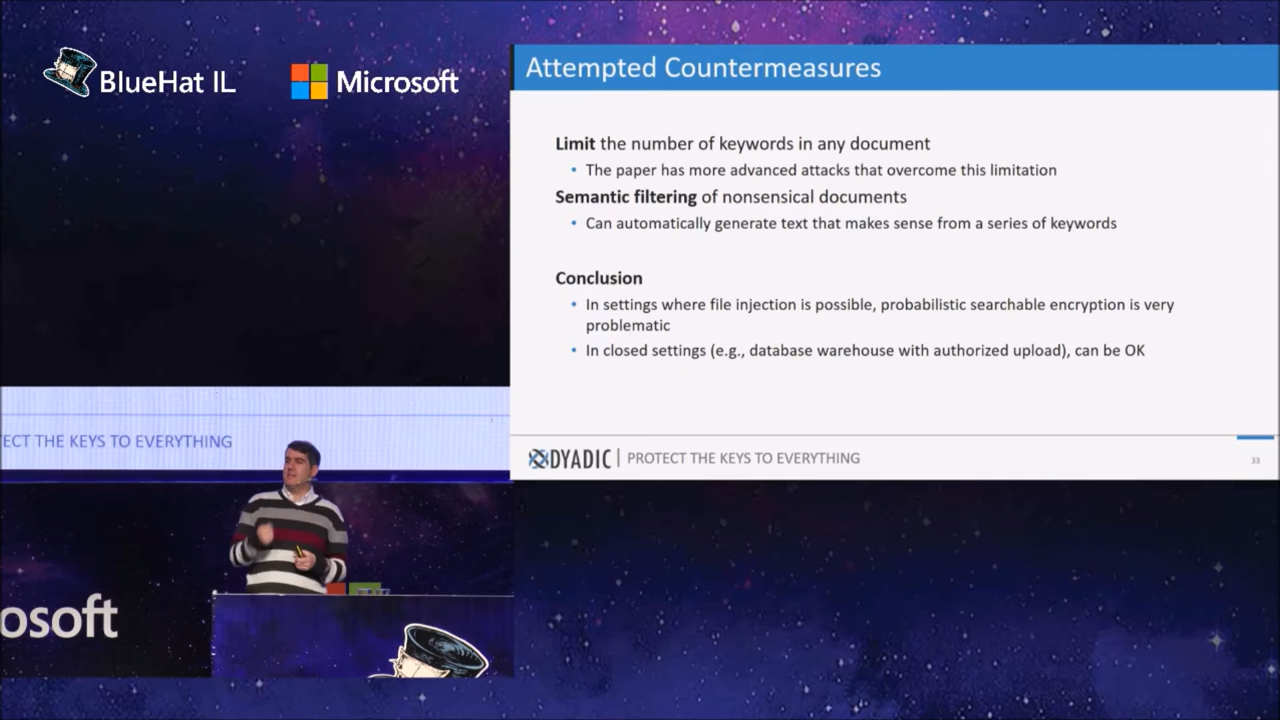 BlueHat IL
Microsoft
Attempted Countermeasures
Limit the number of keywords in any document
• The paper has more advanced attacks that overcome this limitation
Semantic filtering of nonsensical documents
• Can automatically generate text that makes sense from a series of keywords
Conclusion
• In settings where file injection is possible, probabilistic searchable encryption is very
problematic
• In closed settings (e.g., database warehouse with authorized upload), can be OK
DYADIC | PROTECT THE KEYS TO EVERYTHING
33
ECT THE KEYS TO EVERYTHING
osoft